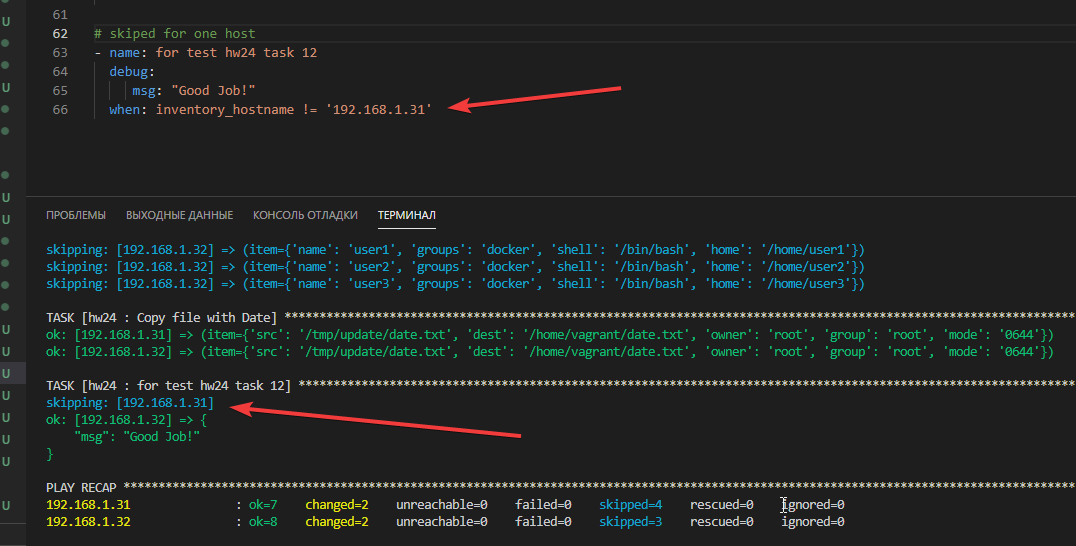 61
62 # skiped for one host
63 - name: for test hw24 task 12
64 debug:
65 msg: "Good Job!"
66 when: inventory_hostname != '192.168.1.31'
U
U
U
U
U
U
U
U
U
U
U
U
ПРОБЛЕМЫ ВЫХОДНЫЕ ДАННЫЕ КОНСОЛЬ ОТЛАДКИ ТЕРМИНАЛ
skipping: [192.168.1.32] => (item={'name': 'user1', 'groups': 'docker', 'shell': '/bin/bash', 'home': '/home/user1'})
skipping: [192.168.1.32] => (item={'name': 'user2', 'groups': 'docker', 'shell': '/bin/bash', 'home': '/home/user2'})
skipping: [192.168.1.32] => (item={'name': 'user3', 'groups': 'docker', 'shell': '/bin/bash', 'home': '/home/user3'})
TASK [hw24 : Copy file with Date] ****************************************************************************************************************
ok: [192.168.1.31] => (item={'src': '/tmp/update/date.txt', 'dest': '/home/vagrant/date.txt', 'owner': 'root', 'group': 'root', 'mode': '0644'})
ok: [192.168.1.32] => (item={'src': '/tmp/update/date.txt', 'dest': '/home/vagrant/date.txt', 'owner': 'root', 'group': 'root', 'mode': '0644'})
TASK [hw24 : for test hw24 task 12] **************************************************************************************************************
skipping: [192.168.1.31]
ok: [192.168.1.32] => {
"msg": "Good Job!"
}
PLAY RECAP ***************************************************************************************************************************************
192.168.1.31 : ok=7 changed=2 unreachable=0 failed=0 skipped=4 rescued=0 ignored=0
192.168.1.32 : ok=8 changed=2 unreachable=0 failed=0 skipped=3 rescued=0 ignored=0